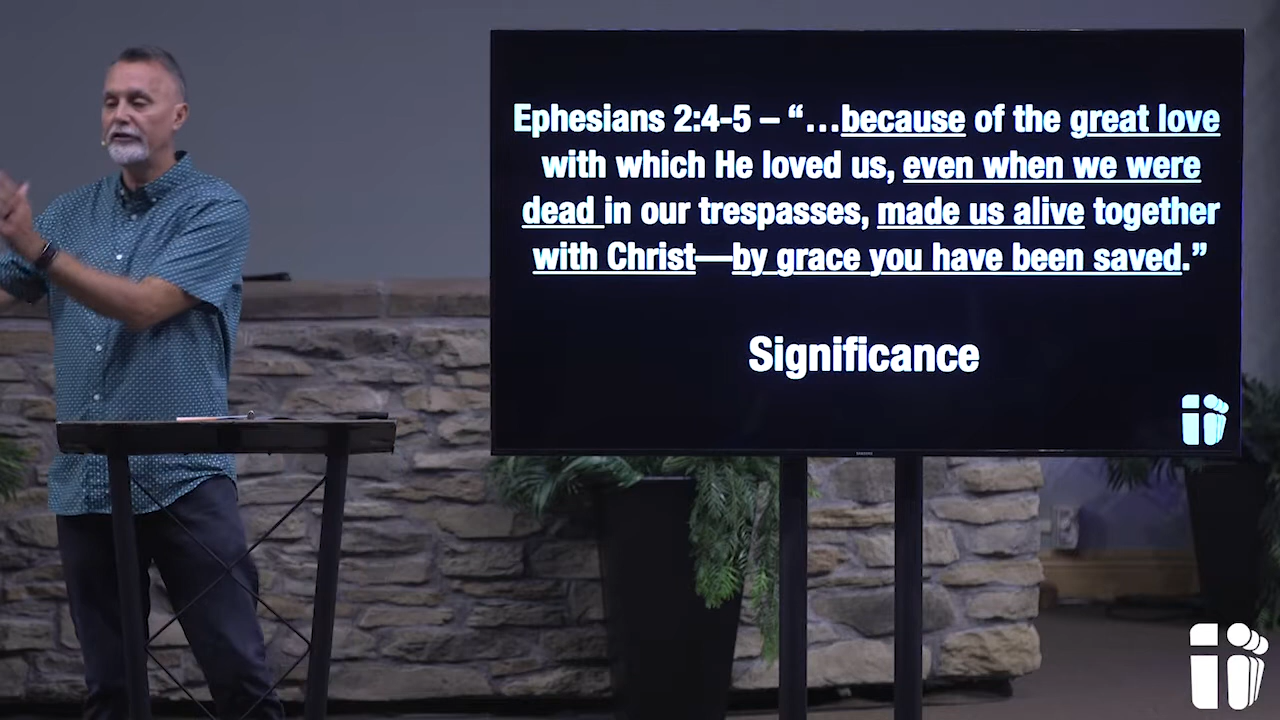 Ephesians 2:4-5 – “…because of the great love
with which He loved us, even when we were
dead in our trespasses, made us alive together
with Christ—by grace you have been saved.”
Significance
SAMSUNG